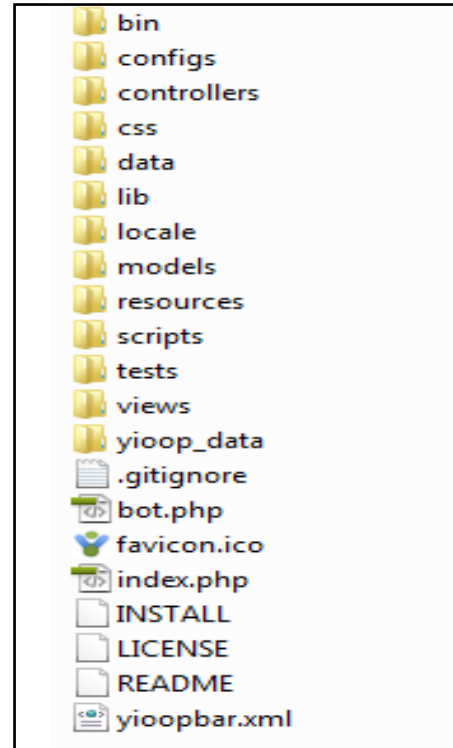 bin
configs
controllers
css
data
lib
locale
models
resources
scripts
tests
views
yioop_data
.gitignore
bot.php
favicon.ico
index.php
INSTALL
LICENSE
README
yioopbar.xml